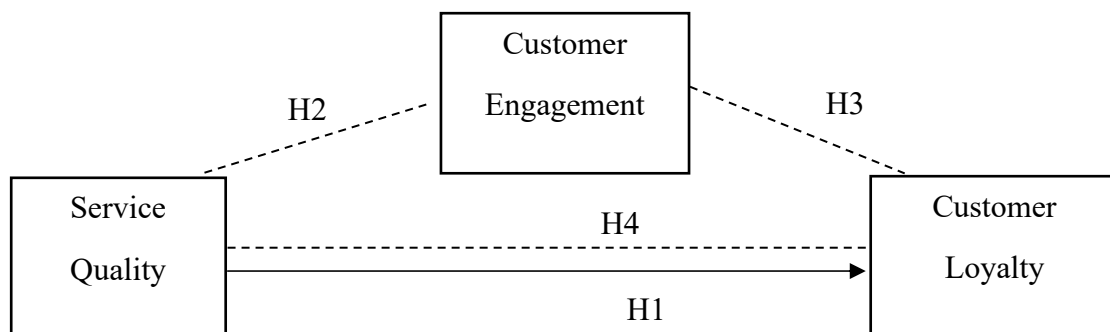 Customer
Engagement
H2
H3
Service
Quality
H4
H1
Customer
Loyalty